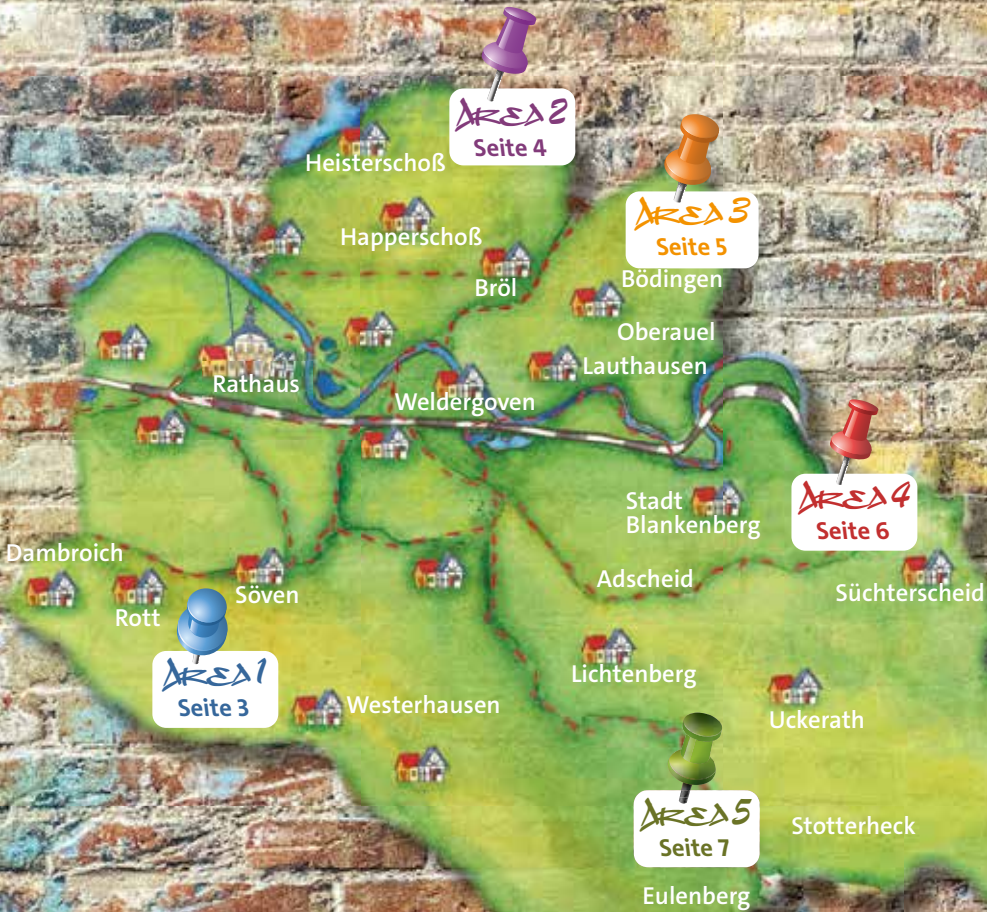 AREA 2
Seite 4
Heisterschoß
AREA 3
Seite 5
Happerschoß
Bröl
Bödingen
Oberauel
Lauthausen
Rathaus
Weldergoven
AREA 4
Seite 6
Stadt
Blankenberg
Dambroich
Adscheid
Süchterscheid
Söven
Rott
AREA 1
Seite 3
Lichtenberg
Westerhausen
Uckerath
AREA 5
Seite 7
Stotterheck
Eulenberg